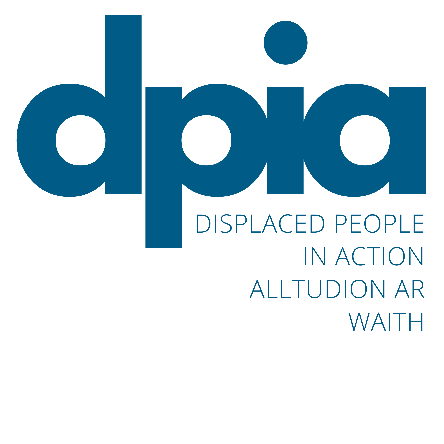 dpia
DISPLACED PEOPLE
IN ACTION
ALLTUDION AR
WAITH